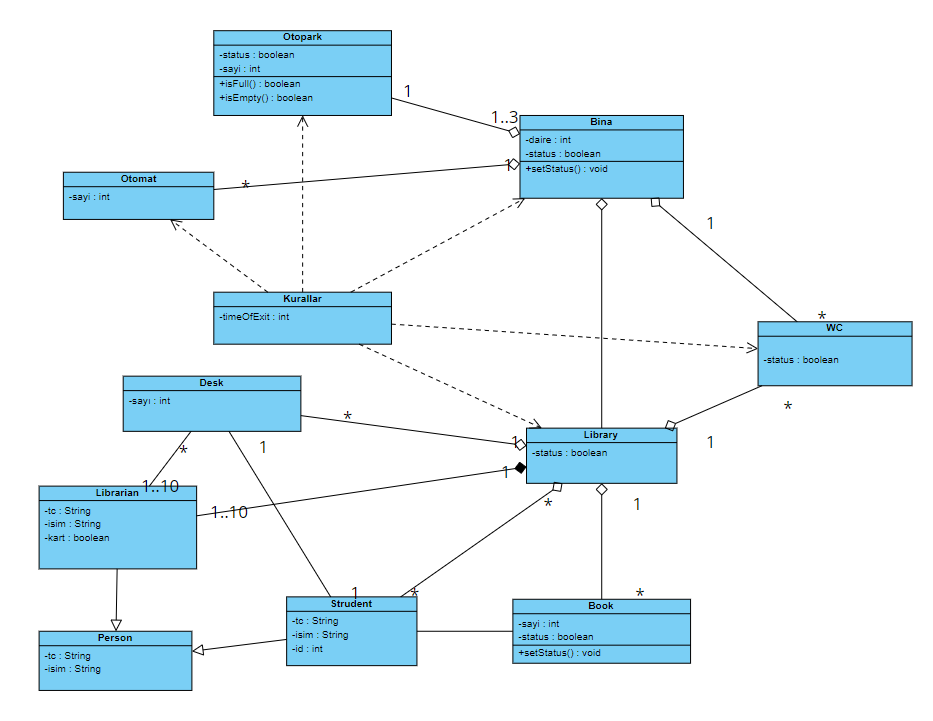 Otopark
-status : boolean
-sayi : int
+isFull() : boolean
+isEmpty() : boolean
1
1..3
Bina
-daire : int
-status : boolean
+setStatus() : void
1
*
Otomat
-sayi : int
1
Kurallar
-timeOfExit : int
*
WC
-status : boolean
Desk
-sayı : int
*
*
1
Library
-status : boolean
1
*
1
1
1..10
Librarian
-tc : String
-isim : String
-kart : boolean
1..10
*
1
1
*
*
Strudent
-tc : String
-isim : String
-id : int
Book
-sayi : int
-status : boolean
+setStatus() : void
Person
-tc : String
-isim : String